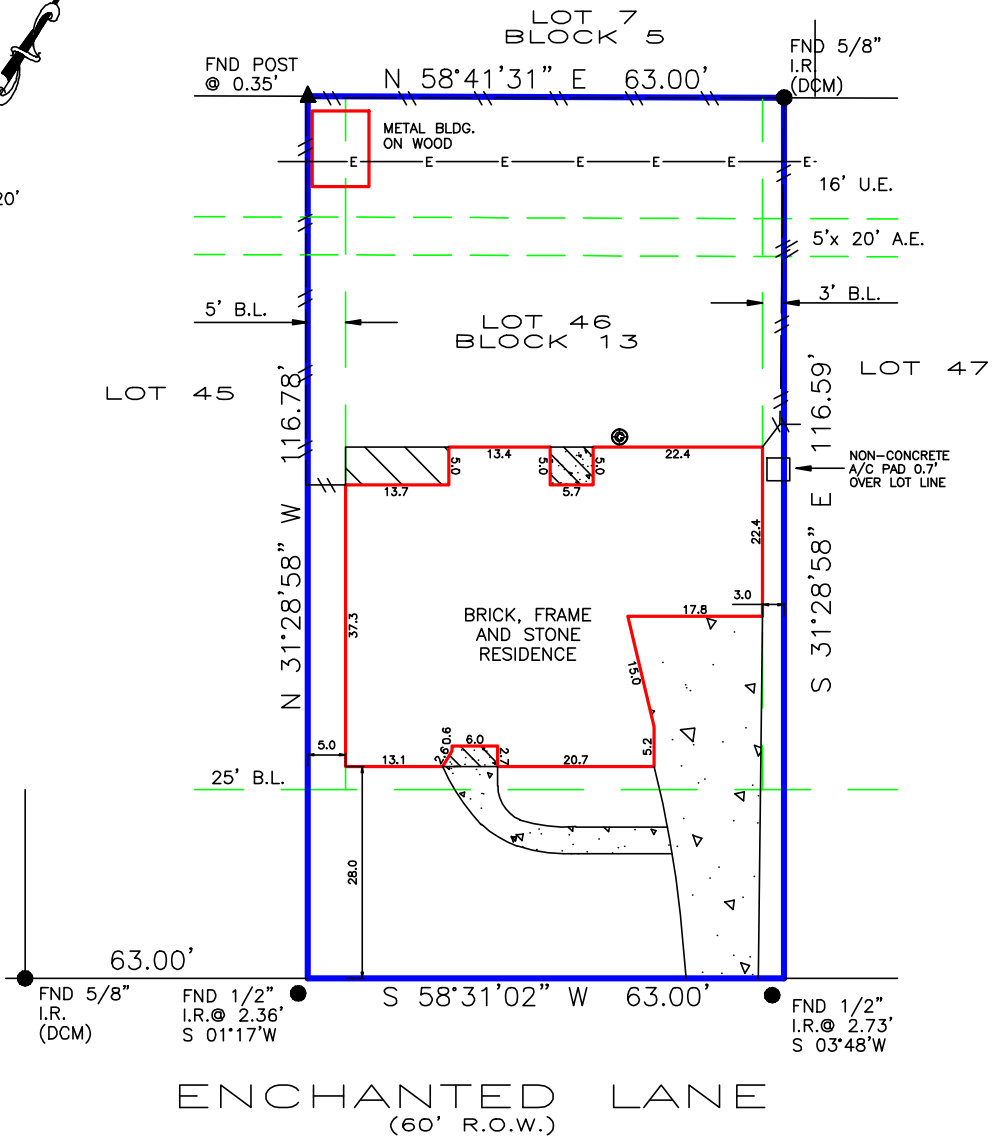 LOT 7
BLOCK 5
FND POST
@ 0.35'
N 58°41'31" E 63.00'
FND 5/8"
I.R.
(DCM)
METAL BLDG.
ON WOOD
E E E E E E E
16' U.E.
20'
5'x 20' A.E.
5' B.L.
3' B.L.
LOT 46
BLOCK 13
LOT 45
LOT 47
N 31°28'58" W 116.78'
S 31°28'58" E 116.59'
NON-CONCRETE
A/C PAD 0.7'
OVER LOT LINE
13.7
5.0
13.4
5.0
5.7
5.0
22.4
22.4
3.0
17.8
37.3
BRICK, FRAME
AND STONE
RESIDENCE
15.0
5.2
5.0
13.1
2.6
0.6
6.0
2.7
20.7
25' B.L.
28.0
63.00'
S 58°31'02" W 63.00'
FND 5/8"
I.R.
(DCM)
FND 1/2"
I.R.@ 2.36'
S 01°17'W
FND 1/2"
I.R.@ 2.73'
S 03°48'W
ENCHANTED LANE
(60' R.O.W.)